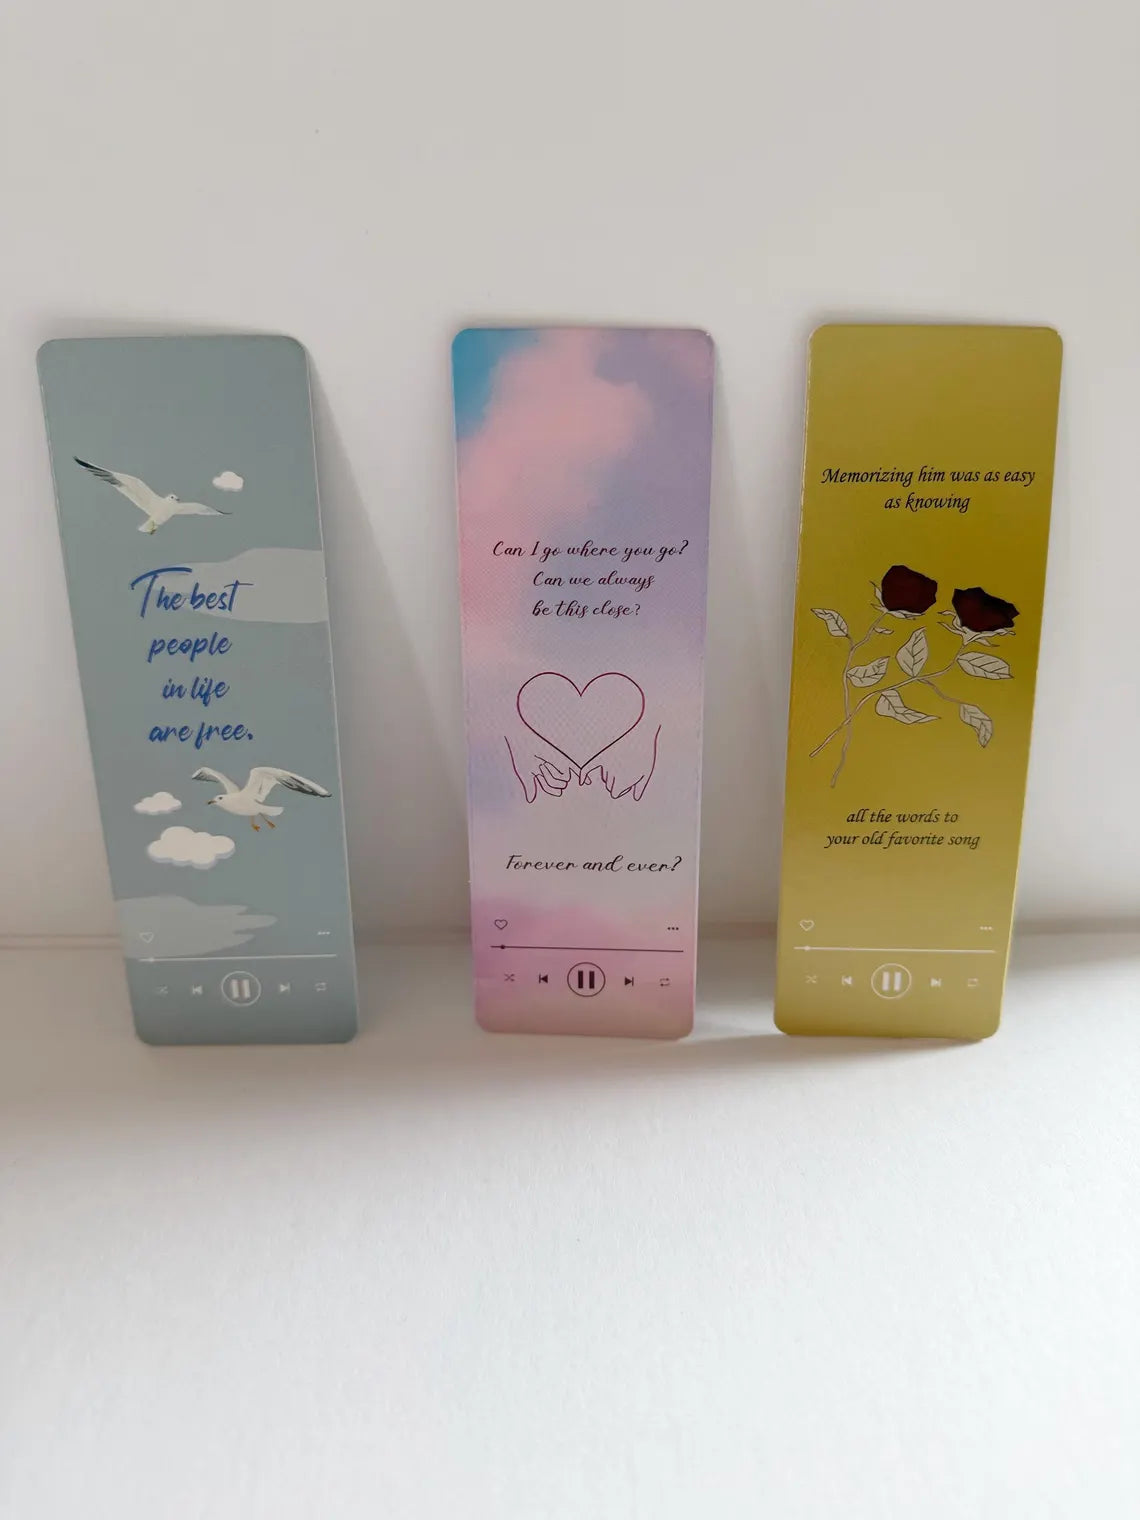 The best
people
in life
are free.
Can I go where you go?
Can we always
be this close?
Forever and ever?
Memorizing him was as easy
as knowing
all the words to
your old favorite song